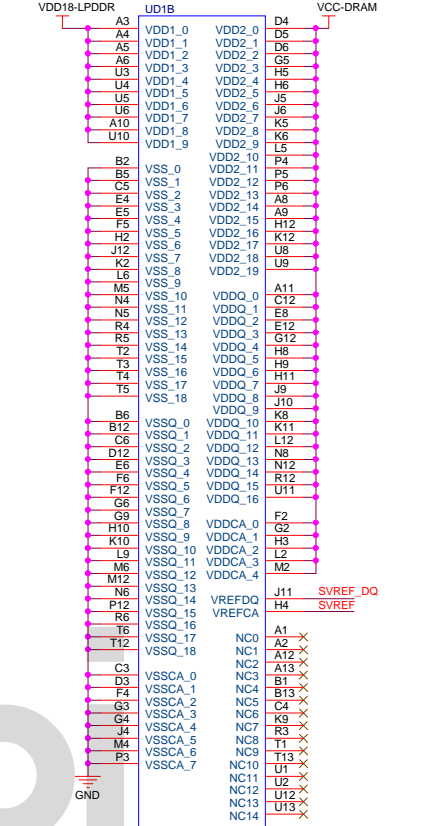 VDD18-LPDDR
UD1B
VCC-DRAM
A3 VDD1_0
A4 VDD1_1
A5 VDD1_2
A6 VDD1_3
U3 VDD1_4
U4 VDD1_5
U5 VDD1_6
U6 VDD1_7
A10 VDD1_8
U10 VDD1_9
B2 VSS_0
B5 VSS_1
C5 VSS_2
E4 VSS_3
E5 VSS_4
F5 VSS_5
H2 VSS_6
J12 VSS_7
K2 VSS_8
L6 VSS_9
M5 VSS_10
N4 VSS_11
N5 VSS_12
R4 VSS_13
R5 VSS_14
T2 VSS_15
T3 VSS_16
T4 VSS_17
T5 VSS_18
B6 VSSQ_0
B12 VSSQ_1
C6 VSSQ_2
D12 VSSQ_3
E6 VSSQ_4
F6 VSSQ_5
F12 VSSQ_6
G6 VSSQ_7
G9 VSSQ_8
H10 VSSQ_9
K10 VSSQ_10
L9 VSSQ_11
M6 VSSQ_12
M12 VSSQ_13
N6 VSSQ_14
P12 VSSQ_15
R6 VSSQ_16
T6 VSSQ_17
T12 VSSQ_18
C3 VSSCA_0
D3 VSSCA_1
F4 VSSCA_2
G3 VSSCA_3
G4 VSSCA_4
J4 VSSCA_5
M4 VSSCA_6
P3 VSSCA_7
GND
VDD2_0 D4
VDD2_1 D5
VDD2_2 D6
VDD2_3 G5
VDD2_4 H5
VDD2_5 H6
VDD2_6 J5
VDD2_7 J6
VDD2_8 K5
VDD2_9 K6
VDD2_10 L5
VDD2_11 P4
VDD2_12 P5
VDD2_13 P6
VDD2_14 A8
VDD2_15 A9
VDD2_16 H12
VDD2_17 K12
VDD2_18 U8
VDD2_19 U9
VDDQ_0 A11
VDDQ_1 C12
VDDQ_2 E8
VDDQ_3 E12
VDDQ_4 G12
VDDQ_5 H8
VDDQ_6 H9
VDDQ_7 H11
VDDQ_8 J9
VDDQ_9 J10
VDDQ_10 K8
VDDQ_11 K11
VDDQ_12 L12
VDDQ_13 N8
VDDQ_14 N12
VDDQ_15 R12
VDDQ_16 U11
VDDCA_0 F2
VDDCA_1 G2
VDDCA_2 H3
VDDCA_3 L2
VDDCA_4 M2
VREFDQ J11 SVREF_DQ
VREFCA H4 SVREF
NC0 A1
NC1 A2
NC2 A12
NC3 A13
NC4 B1
NC5 B13
NC6 C4
NC7 K9
NC8 R3
NC9 T1
NC10 T13
NC11 U1
NC12 U2
NC13 U12
NC14 U13